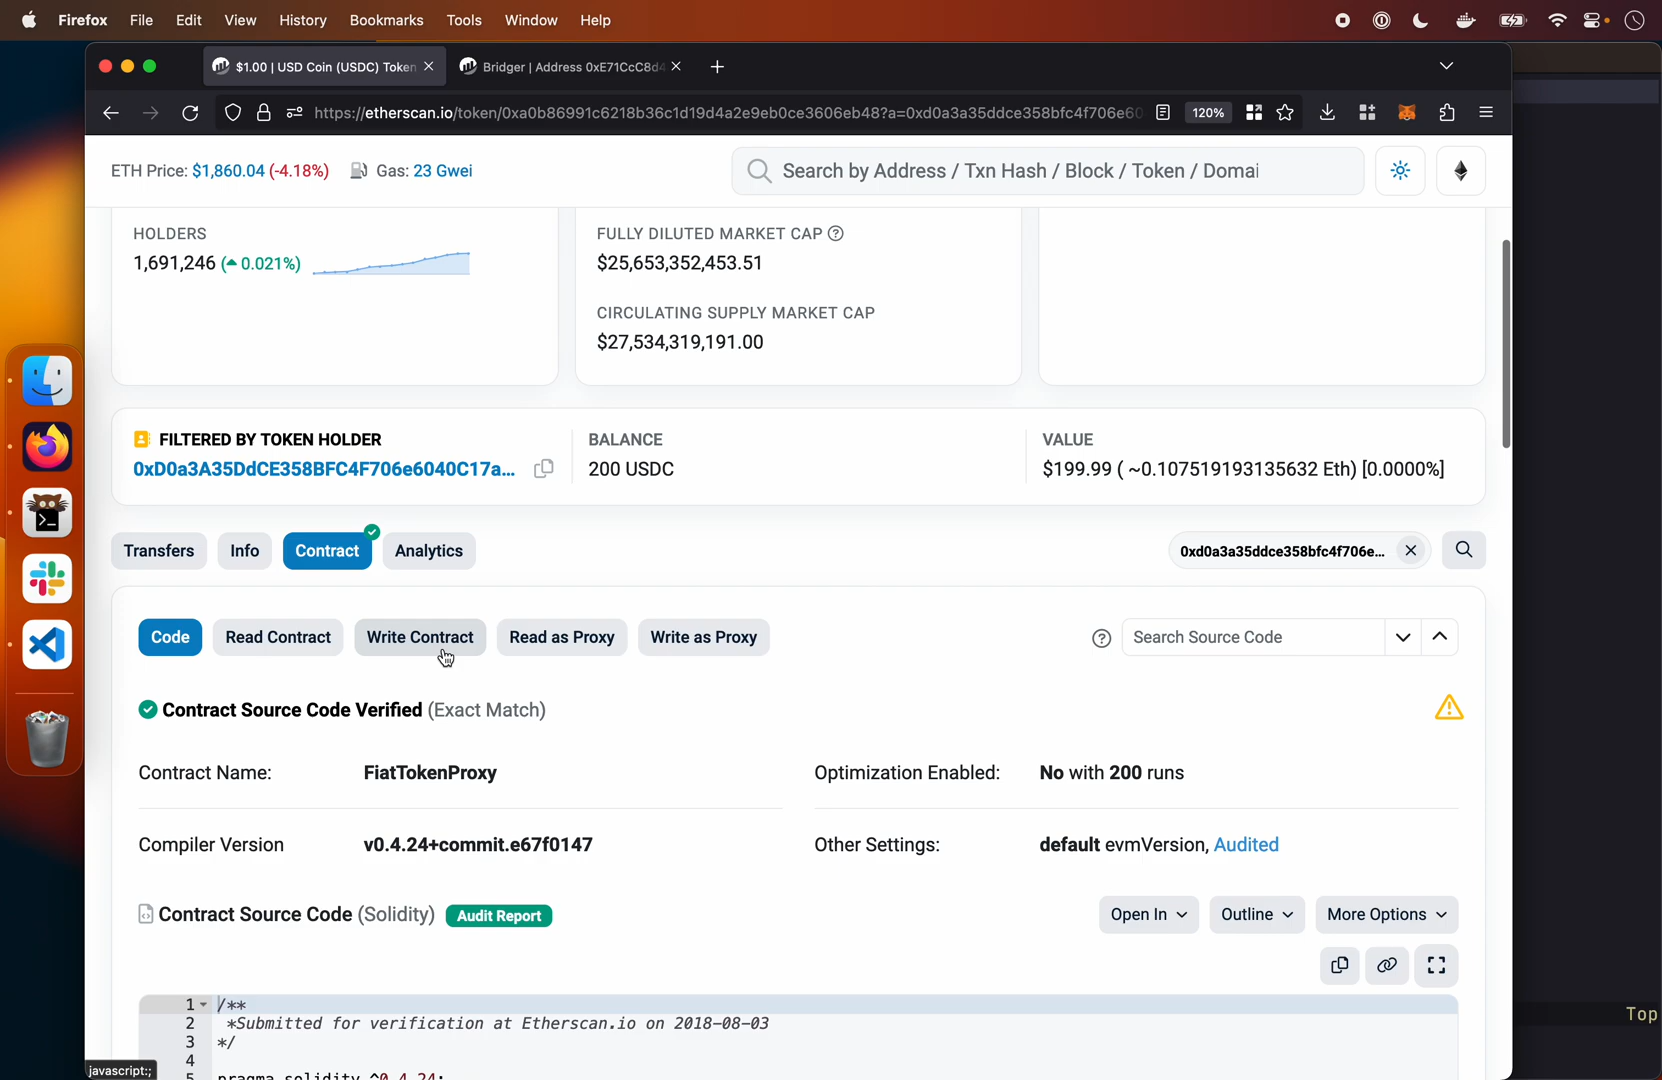 Firefox File Edit View History Bookmarks Tools Window Help
$1.00 | USD Coin (USDC) Token
Bridger | Address 0xE71CcC8d4
https://etherscan.io/token/0xa0b86991c6218b36c1d19d4a2e9eb0ce3606eb48?a=0xd0a3a35ddce358bfc4f706e60
120%
ETH Price: $1,860.04 (-4.18%) Gas: 23 Gwei
Search by Address / Txn Hash / Block / Token / Domai
HOLDERS
1,691,246 (0.021%)
FULLY DILUTED MARKET CAP
$25,653,352,453.51
CIRCULATING SUPPLY MARKET CAP
$27,534,319,191.00
FILTERED BY TOKEN HOLDER
0xD0a3A35DdCE358BFC4F706e6040C17a...
BALANCE
200 USDC
VALUE
$199.99 ( ~0.107519193135632 Eth) [0.0000%]
Transfers Info Contract Analytics
0xd0a3a35ddce358bfc4f706e...
Code Read Contract Write Contract Read as Proxy Write as Proxy
Search Source Code
Contract Source Code Verified (Exact Match)
Contract Name: FiatTokenProxy
Optimization Enabled: No with 200 runs
Compiler Version v0.4.24+commit.e67f0147
Other Settings: default evmVersion, Audited
Contract Source Code (Solidity) Audit Report
Open In Outline More Options
1 /**
2 *Submitted for verification at Etherscan.io on 2018-08-03
3 */
4
5 pragma solidity ^0.4.24;
javascript:;
Top